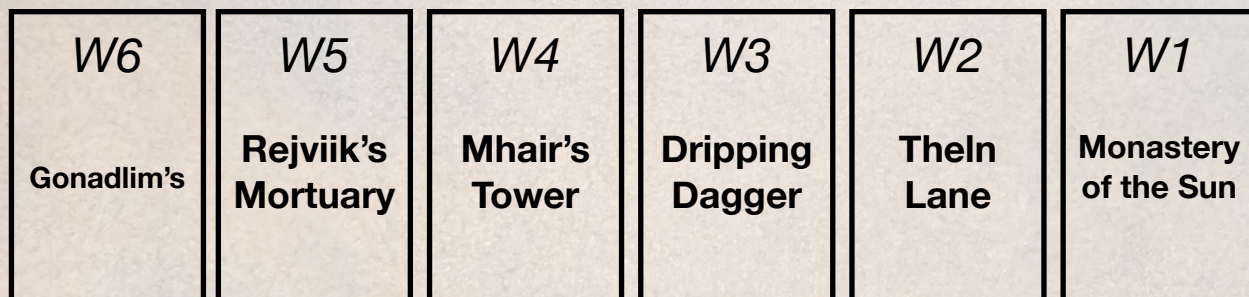 W6
Gonadlim’s
W5
Rejviik’s
Mortuary
W4
Mhair’s
Tower
W3
Dripping
Dagger
W2
Theln
Lane
W1
Monastery
of the Sun